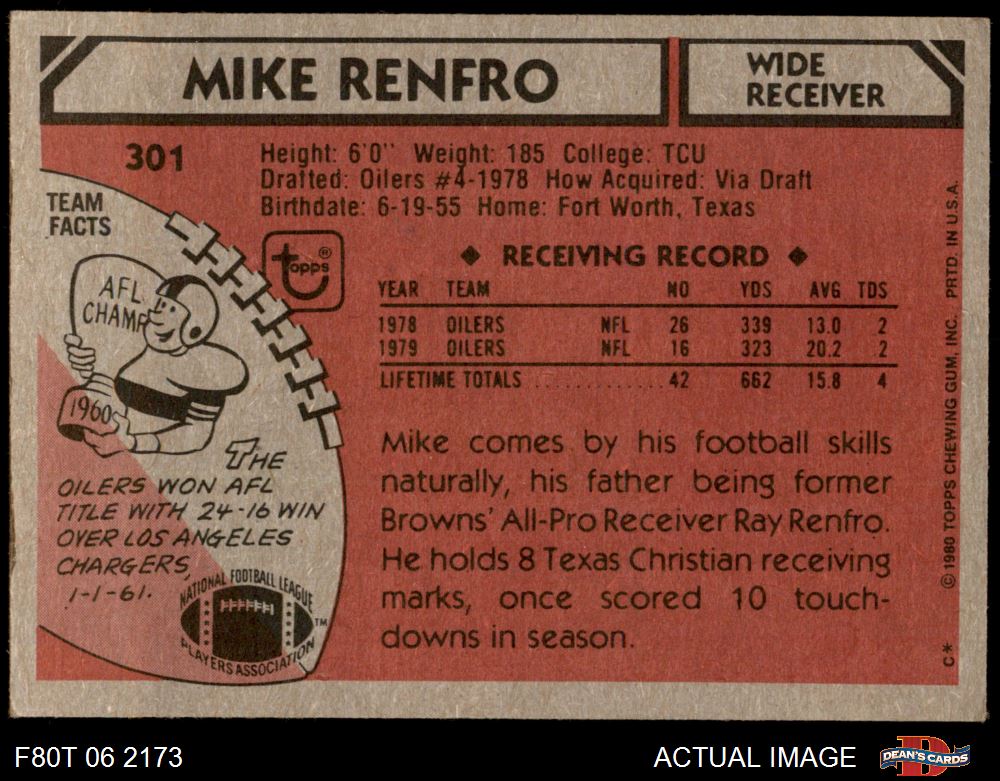 MIKE RENFRO
WIDE
RECEIVER
301
Height: 6'0" Weight: 185 College: TCU
Drafted: Oilers #4-1978 How Acquired: Via Draft
Birthdate: 6-19-55 Home: Fort Worth, Texas
TEAM
FACTS
AFL
CHAMP
1960
topps®
◆ RECEIVING RECORD ◆
YEAR TEAM NO YDS AVG TDS
1978 OILERS NFL 26 339 13.0 2
1979 OILERS NFL 16 323 20.2 2
LIFETIME TOTALS ............. 42 662 15.8 4
THE
OILERS WON AFL
TITLE WITH 24-16 WIN
OVER LOS ANGELES
CHARGERS,
1-1-61.
NATIONAL FOOTBALL LEAGUE
PLAYERS ASSOCIATION
TM
Mike comes by his football skills
naturally, his father being former
Browns' All-Pro Receiver Ray Renfro.
He holds 8 Texas Christian receiving
marks, once scored 10 touch-
downs in season.
C* © 1980 TOPPS CHEWING GUM, INC. PRTD. IN U.S.A.
F80T 06 2173
ACTUAL IMAGE
D
DEAN'S CARDS